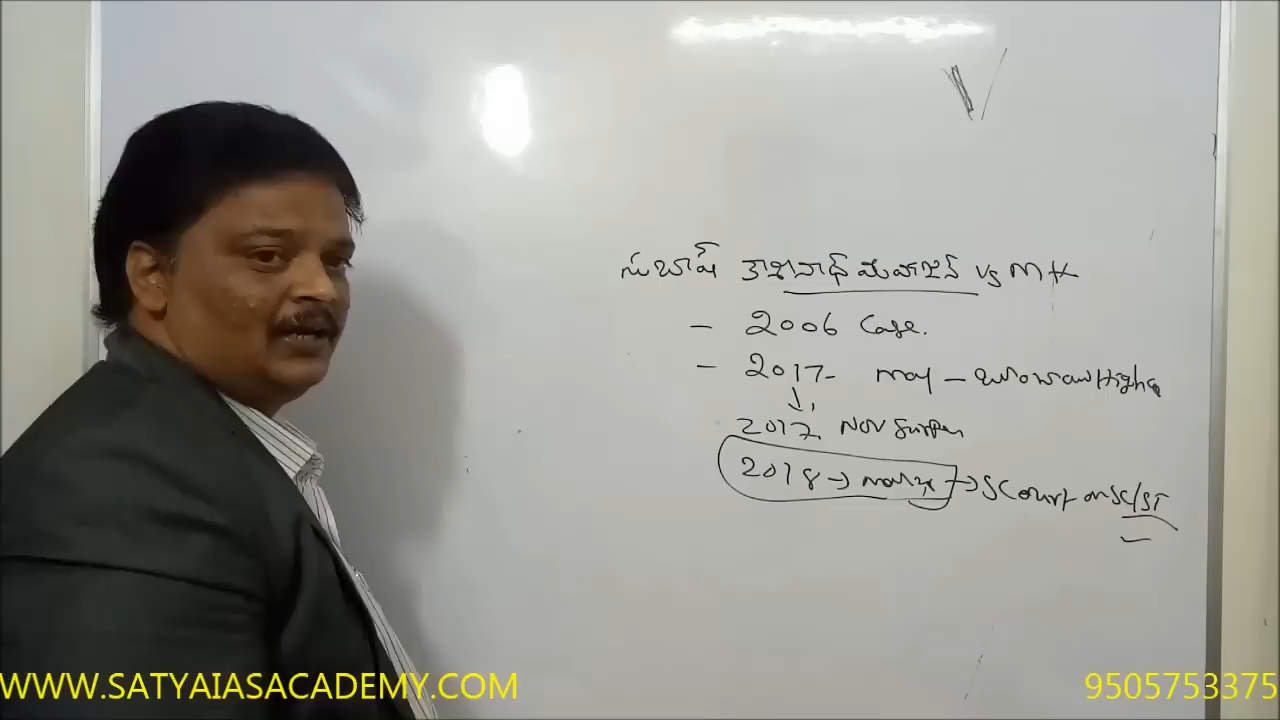 సుభాష్ కాశీనాథ్ మహాజన్ vs MH
- 2006 Case.
- 2017- may - High
2017 Nov
2018 → → SCourt on SC/ST
WWW.SATYAIASACADEMY.COM
9505753375